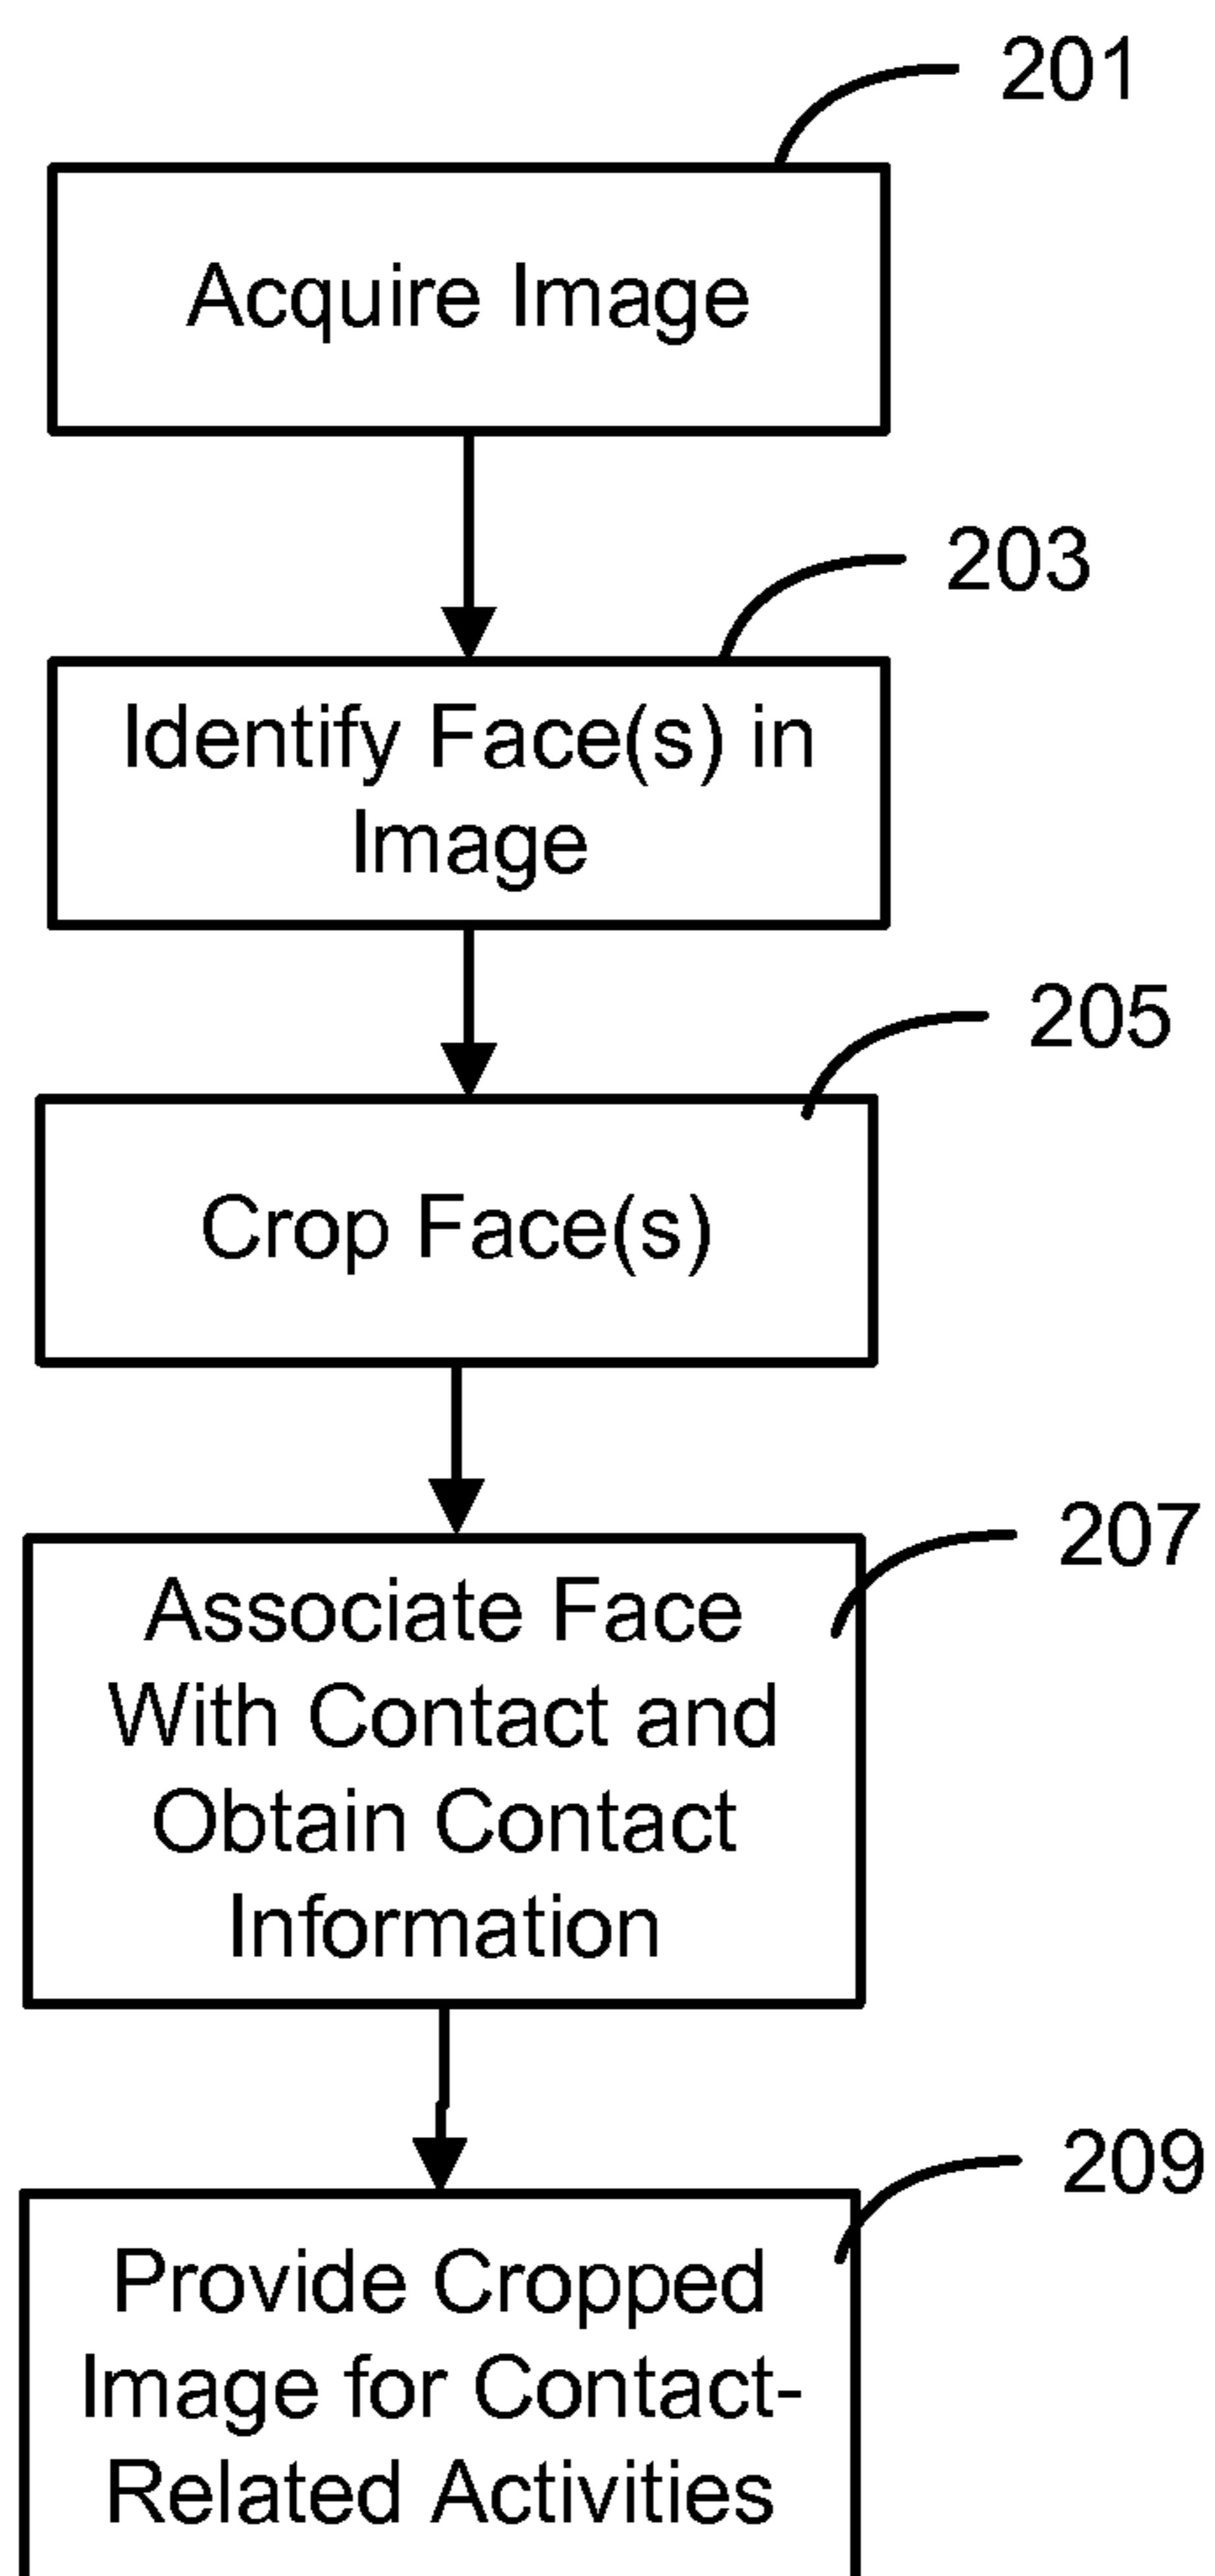 201
Acquire Image
203
Identify Face(s) in
Image
205
Crop Face(s)
207
Associate Face
With Contact and
Obtain Contact
Information
209
Provide Cropped
Image for Contact-
Related Activities